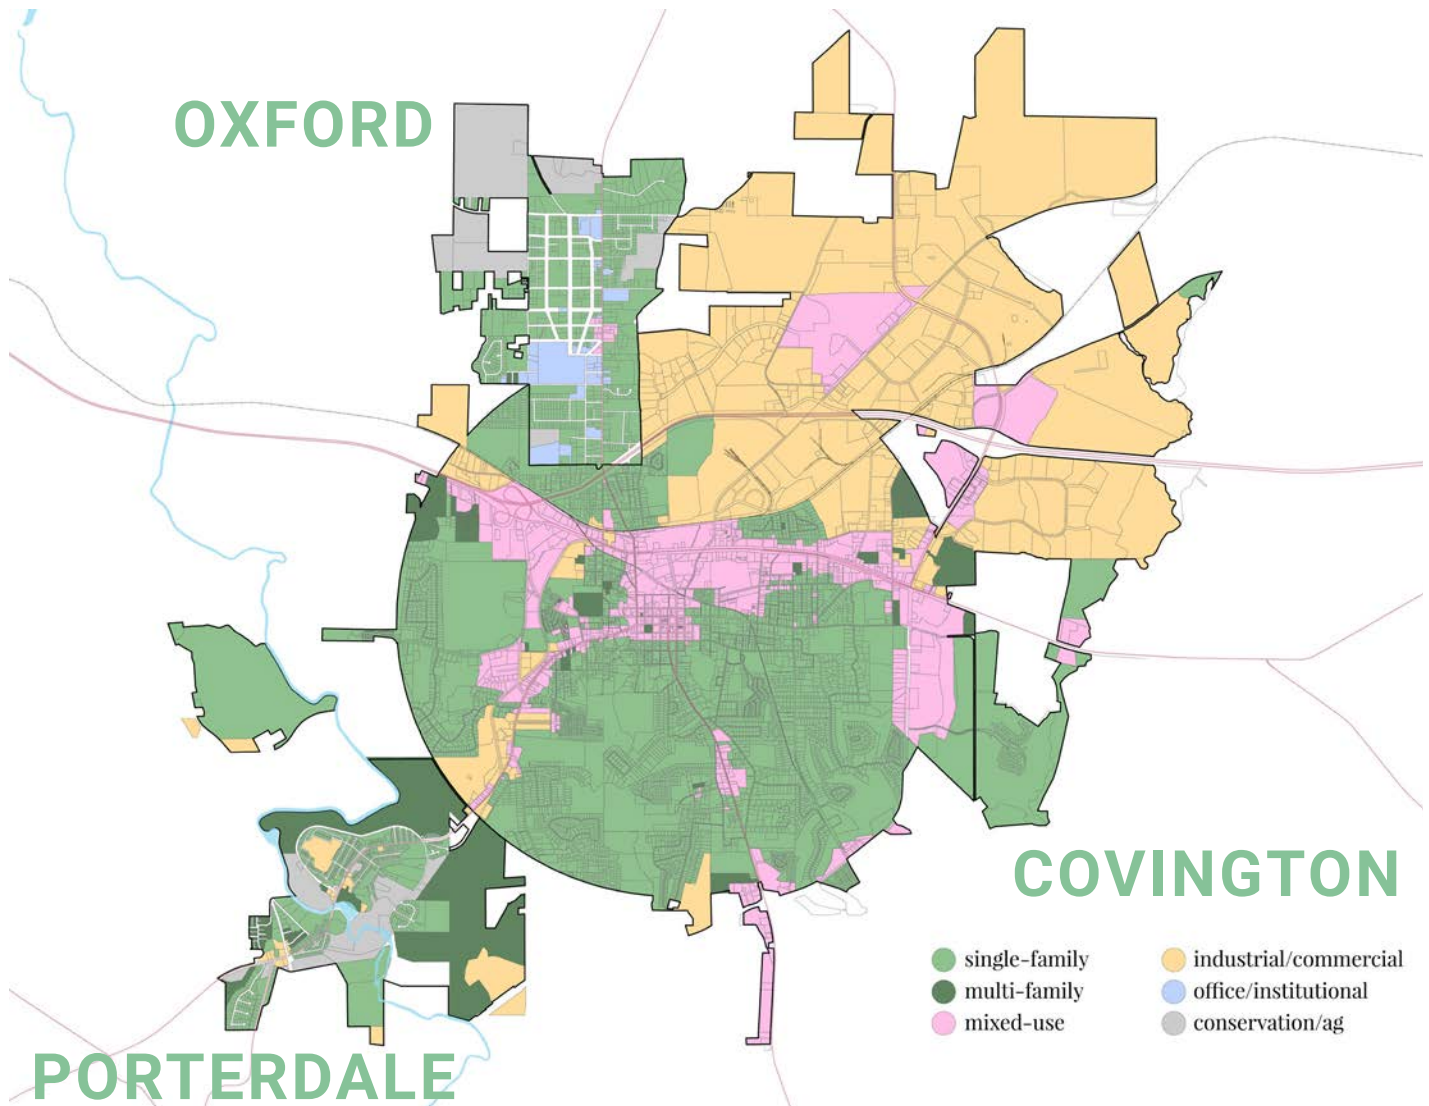 OXFORD
COVINGTON
single-family
industrial/commercial
multi-family
office/institutional
mixed-use
conservation/ag
PORTERDALE